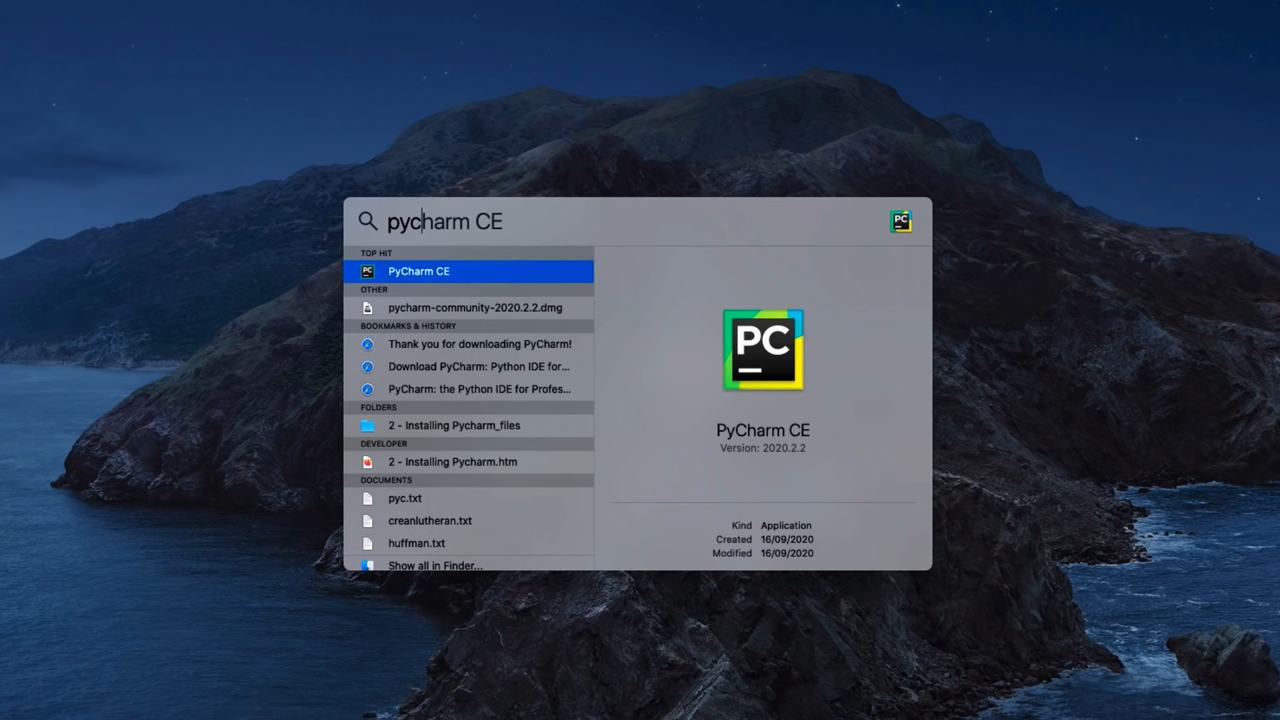 pycharm CE
PC
TOP HIT
PC PyCharm CE
OTHER
pycharm-community-2020.2.2.dmg
BOOKMARKS & HISTORY
Thank you for downloading PyCharm!
Download PyCharm: Python IDE for...
PyCharm: the Python IDE for Profes...
FOLDERS
2 - Installing Pycharm_files
DEVELOPER
2 - Installing Pycharm.htm
DOCUMENTS
pyc.txt
creanlutheran.txt
huffman.txt
Show all in Finder...
PC
PyCharm CE
Version: 2020.2.2
Kind Application
Created 16/09/2020
Modified 16/09/2020